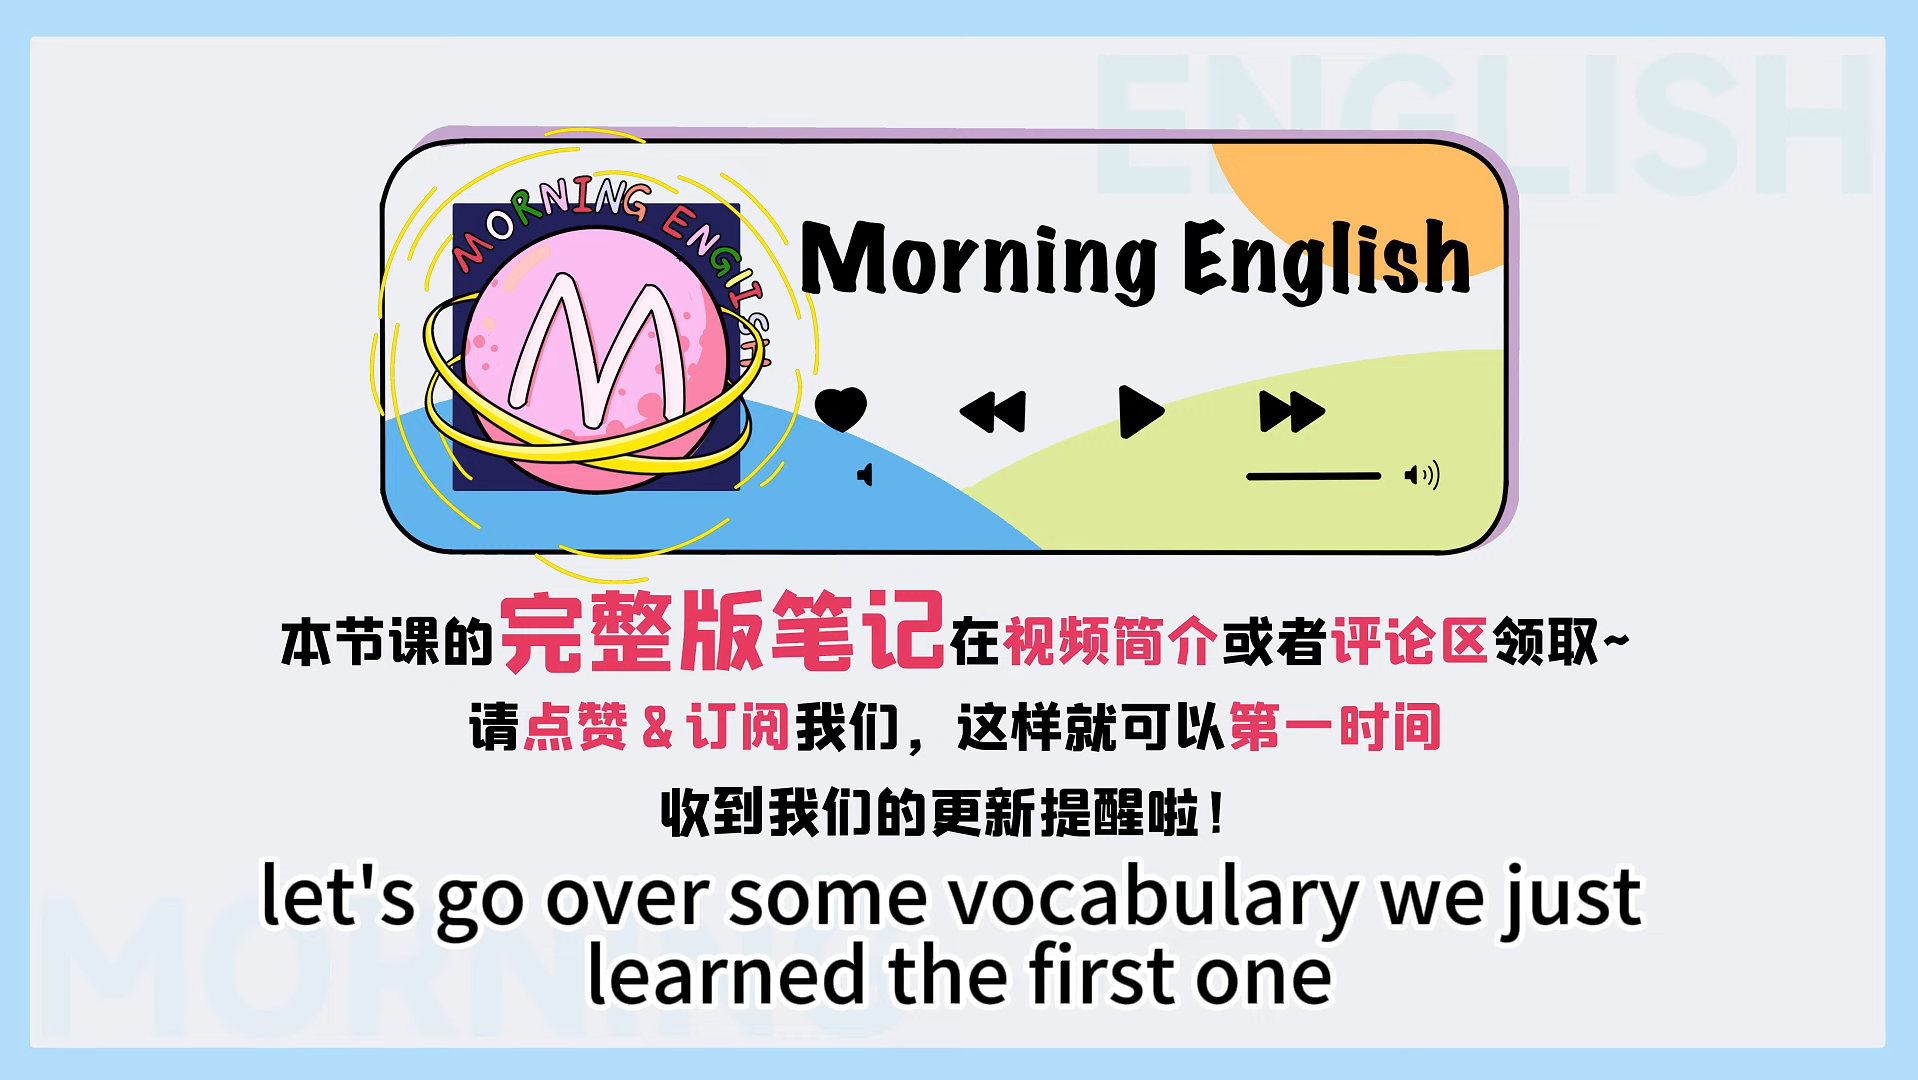 ENGLISH
MORNING ENGLISH
M
Morning English
本节课的完整版笔记在视频简介或者评论区领取~
请点赞&订阅我们，这样就可以第一时间
收到我们的更新提醒啦！
let's go over some vocabulary we just
learned the first one
MORNING